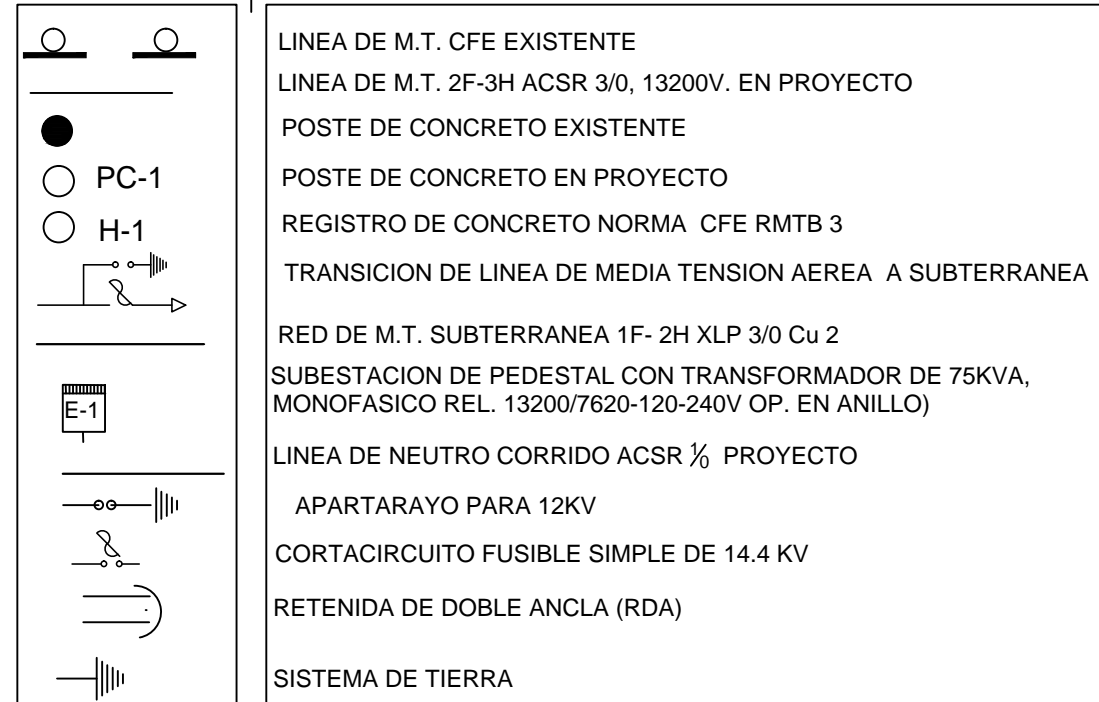 LINEA DE M.T. CFE EXISTENTE
LINEA DE M.T. 2F-3H ACSR 3/0, 13200V. EN PROYECTO
POSTE DE CONCRETO EXISTENTE
PC-1 POSTE DE CONCRETO EN PROYECTO
H-1 REGISTRO DE CONCRETO NORMA CFE RMTB 3
TRANSICION DE LINEA DE MEDIA TENSION AEREA A SUBTERRANEA
RED DE M.T. SUBTERRANEA 1F- 2H XLP 3/0 Cu 2
E-1 SUBESTACION DE PEDESTAL CON TRANSFORMADOR DE 75KVA,
MONOFASICO REL. 13200/7620-120-240V OP. EN ANILLO)
LINEA DE NEUTRO CORRIDO ACSR 1/0 PROYECTO
APARTARAYO PARA 12KV
CORTACIRCUITO FUSIBLE SIMPLE DE 14.4 KV
RETENIDA DE DOBLE ANCLA (RDA)
SISTEMA DE TIERRA